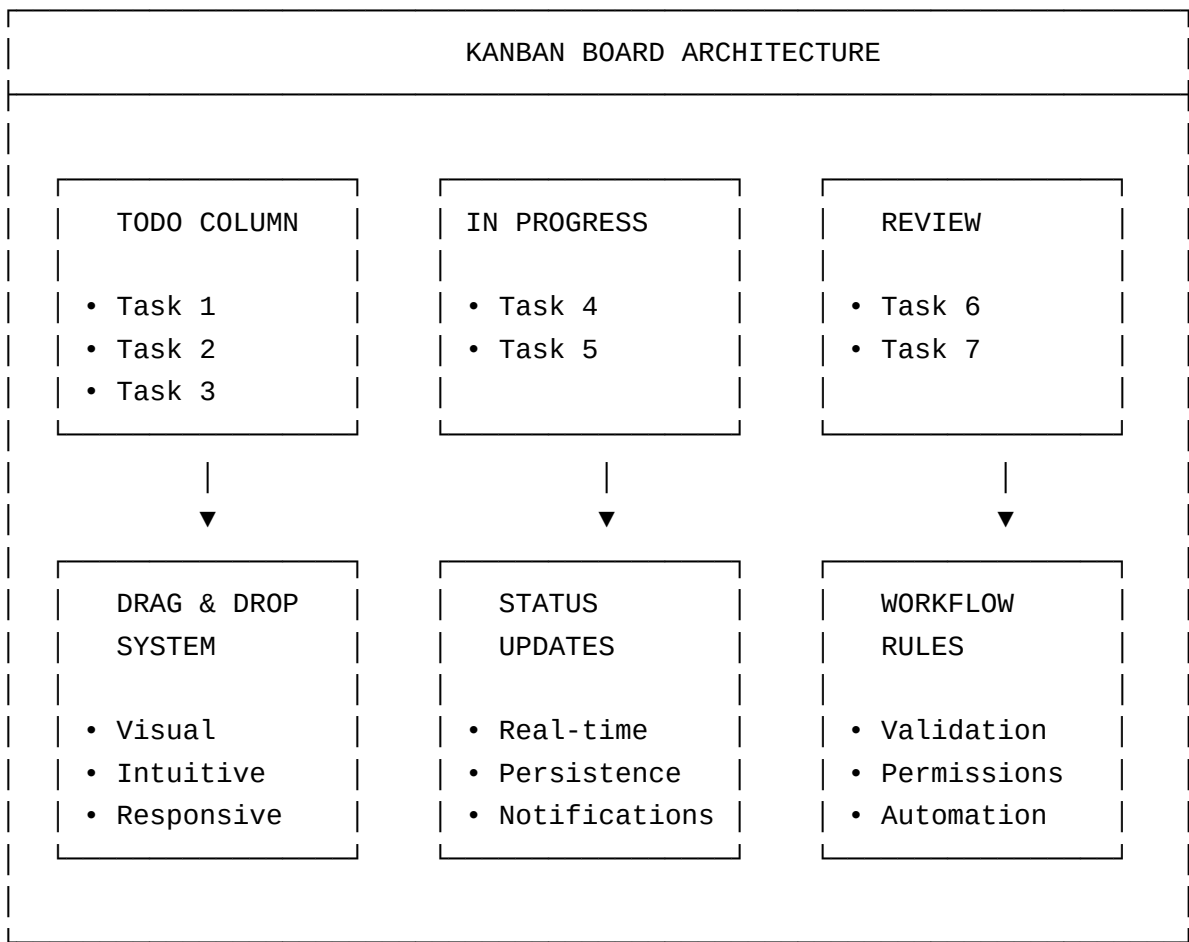 KANBAN BOARD ARCHITECTURE
TODO COLUMN
• Task 1
• Task 2
• Task 3
IN PROGRESS
• Task 4
• Task 5
REVIEW
• Task 6
• Task 7
DRAG & DROP
SYSTEM
• Visual
• Intuitive
• Responsive
STATUS
UPDATES
• Real-time
• Persistence
• Notifications
WORKFLOW
RULES
• Validation
• Permissions
• Automation